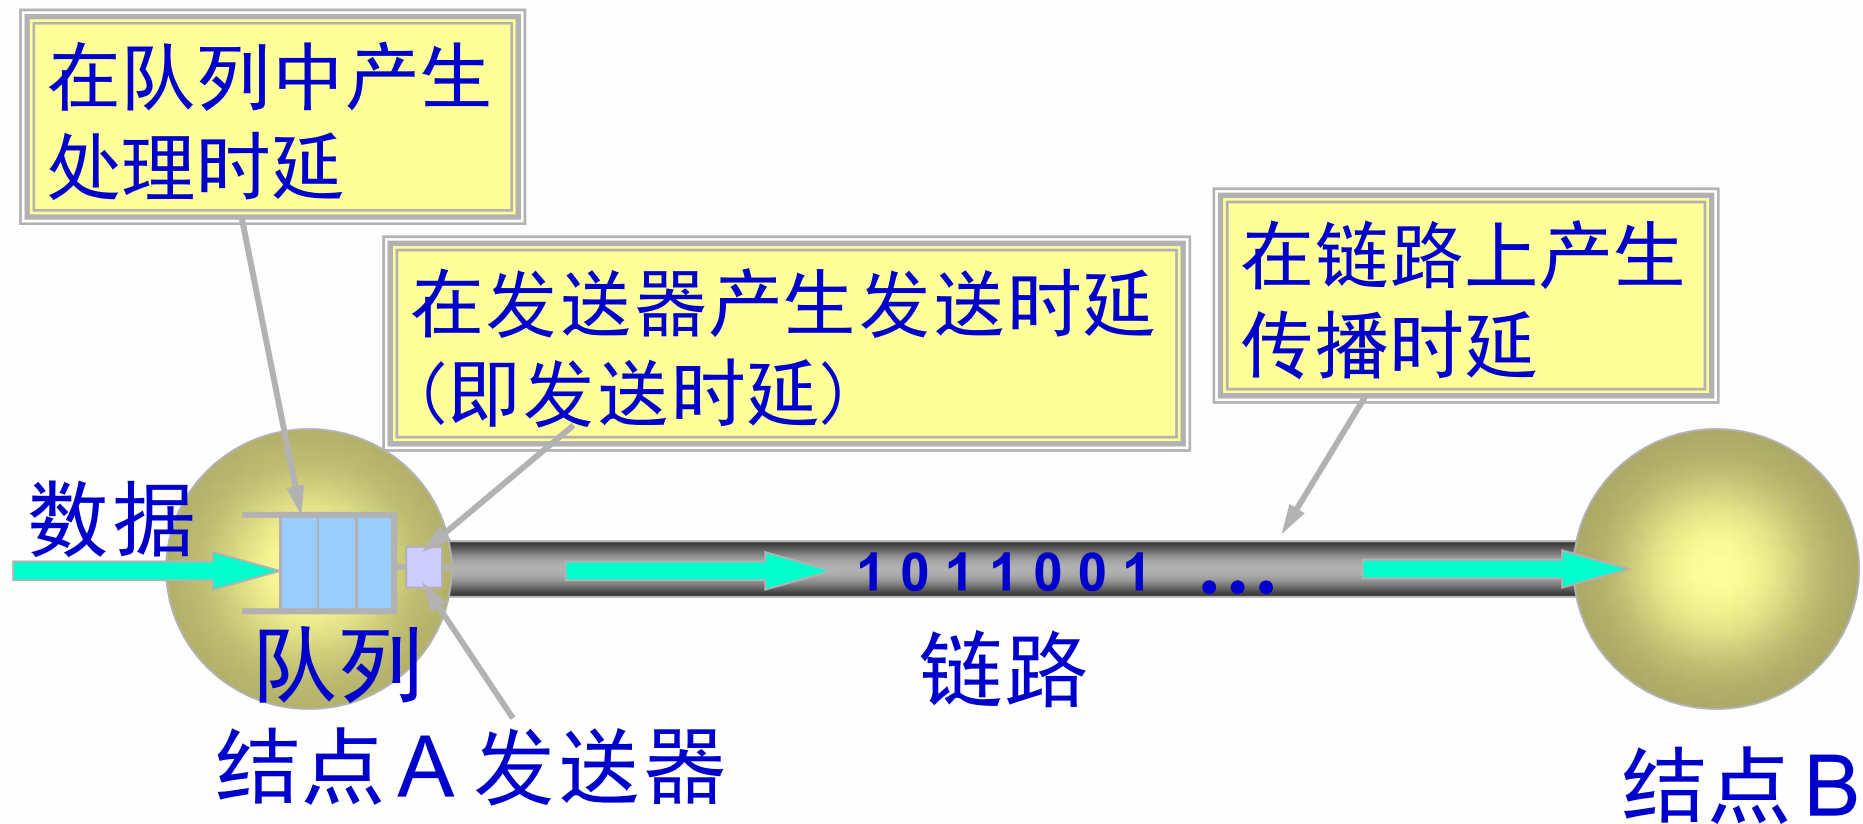 在队列中产生
处理时延
在发送器产生发送时延
(即发送时延)
在链路上产生
传播时延
数据
1 0 1 1 0 0 1 …
队列
链路
结点 A 发送器
结点 B